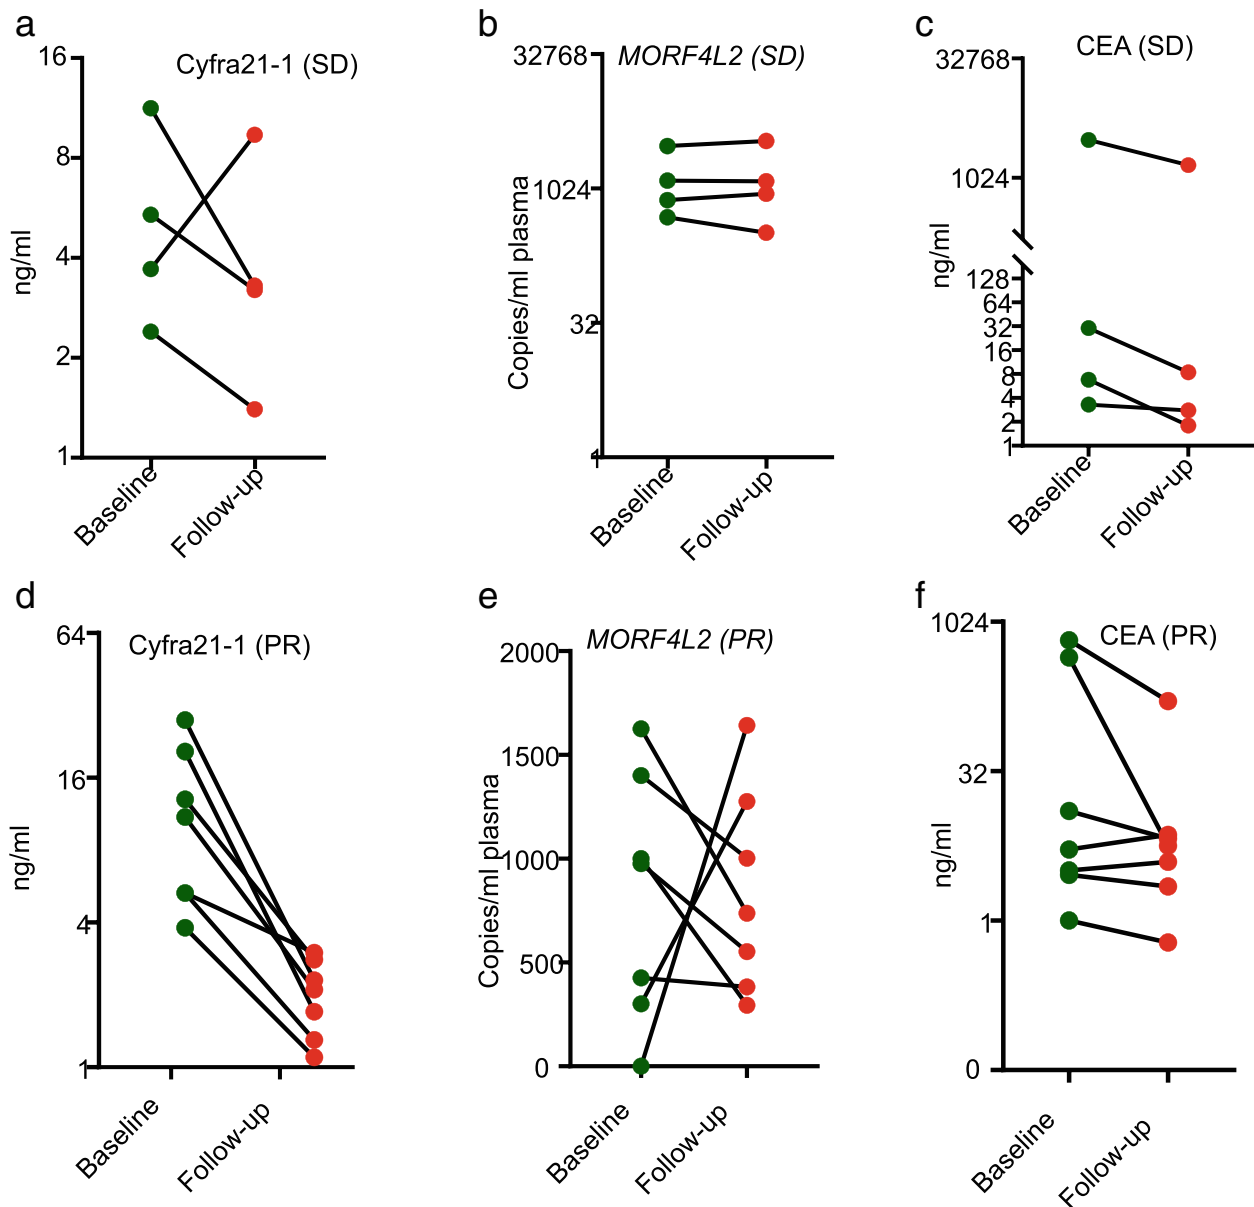 a
Cyfra21-1 (SD)
16
8
4
2
1
ng/ml
Baseline
Follow-up
b
MORF4L2 (SD)
32768
1024
32
1
Copies/ml plasma
Baseline
Follow-up
c
CEA (SD)
32768
1024
128
64
32
16
8
4
2
1
ng/ml
Baseline
Follow-up
d
Cyfra21-1 (PR)
64
16
4
1
ng/ml
Baseline
Follow-up
e
MORF4L2 (PR)
2000
1500
1000
500
0
Copies/ml plasma
Baseline
Follow-up
f
CEA (PR)
1024
32
1
0
ng/ml
Baseline
Follow-up